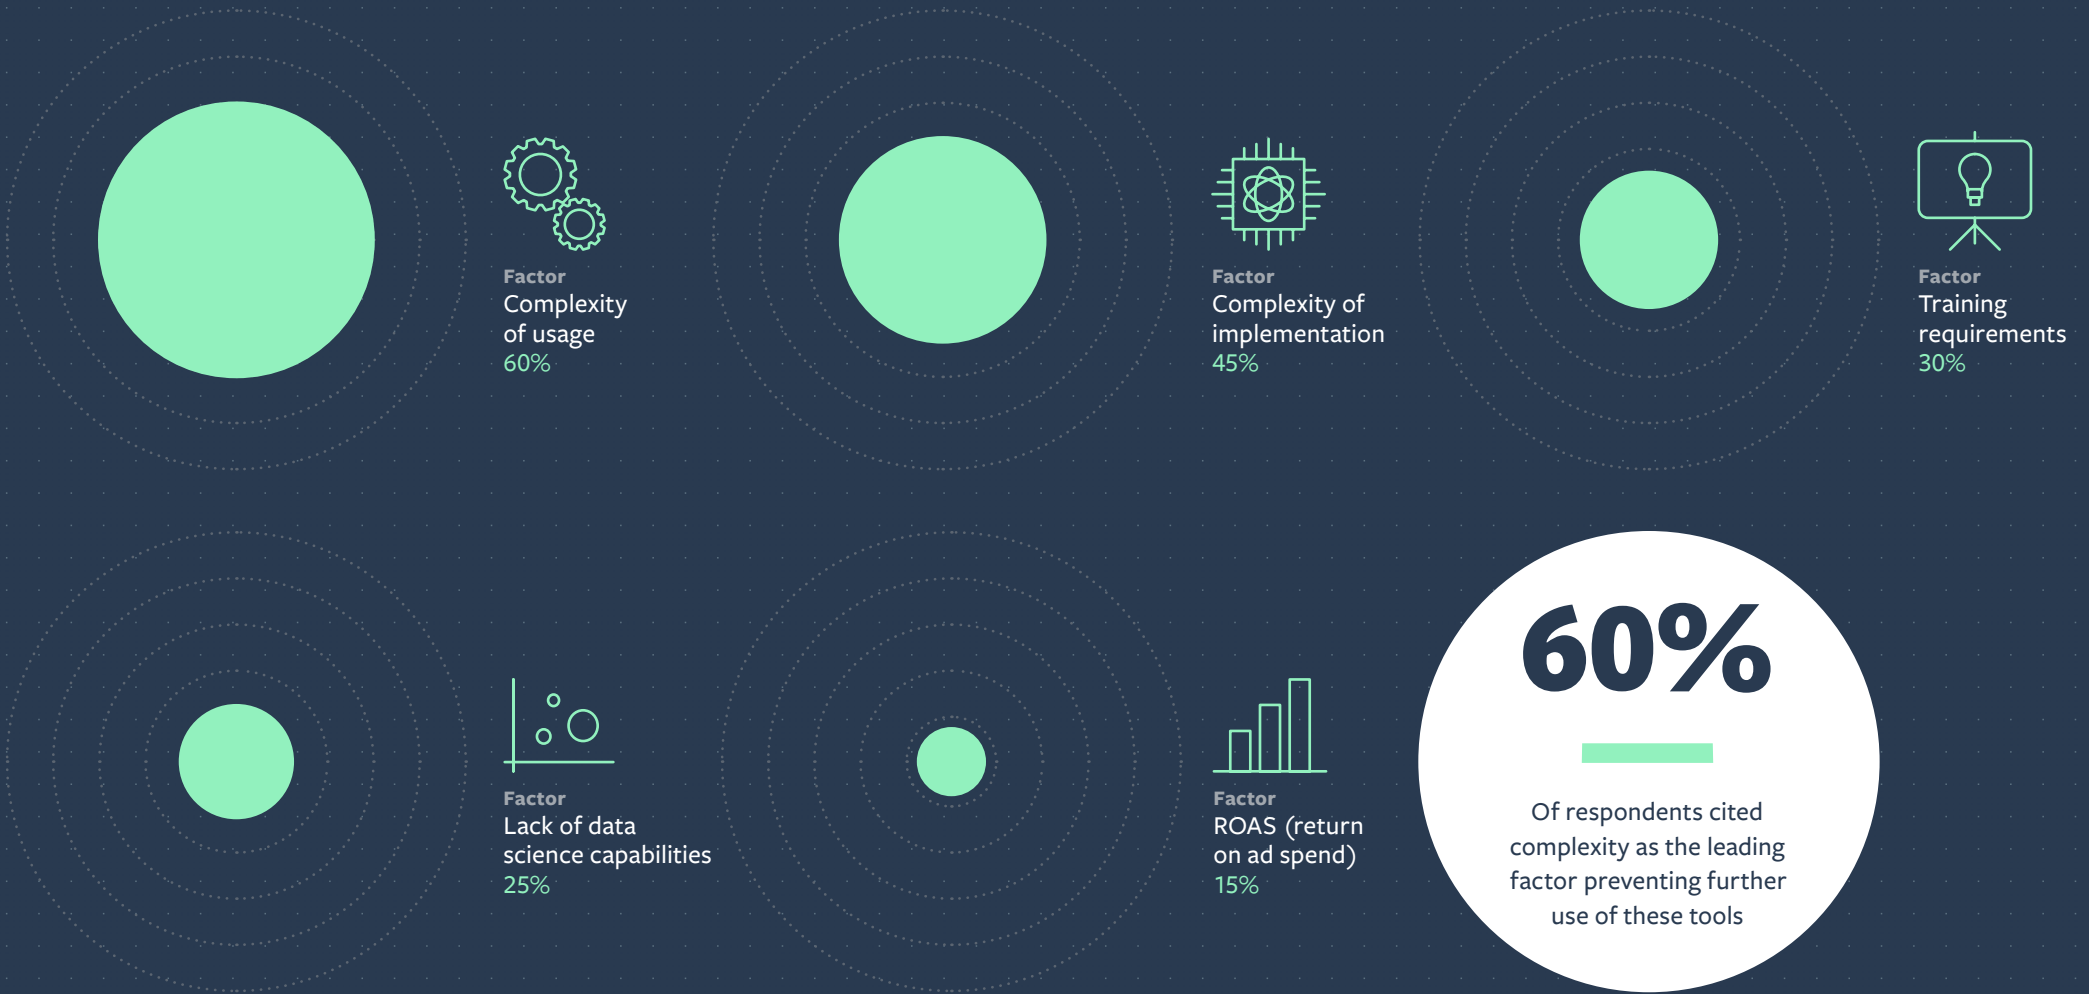 Factor
Complexity
of usage
60%
Factor
Complexity of
implementation
45%
Factor
Training
requirements
30%
Factor
Lack of data
science capabilities
25%
Factor
ROAS (return
on ad spend)
15%
60%
Of respondents cited
complexity as the leading
factor preventing further
use of these tools